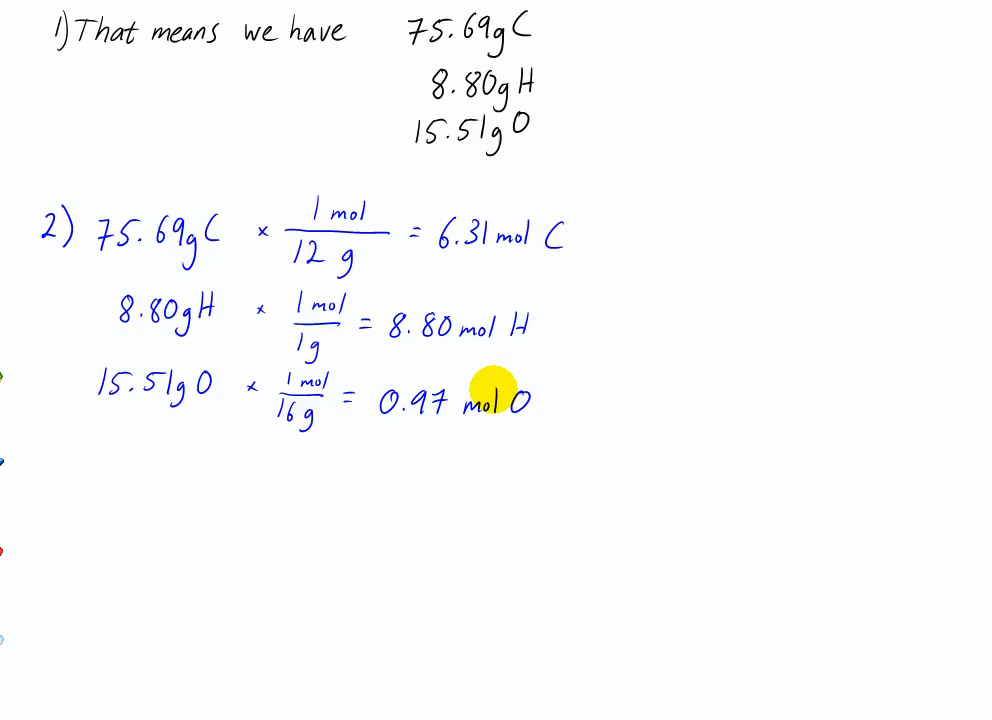 1) That means we have 75.69g C
8.80g H
15.51g O
2) 75.69g C × 1 mol / 12 g = 6.31 mol C
8.80g H × 1 mol / 1g = 8.80 mol H
15.51g O × 1 mol / 16g = 0.97 mol O